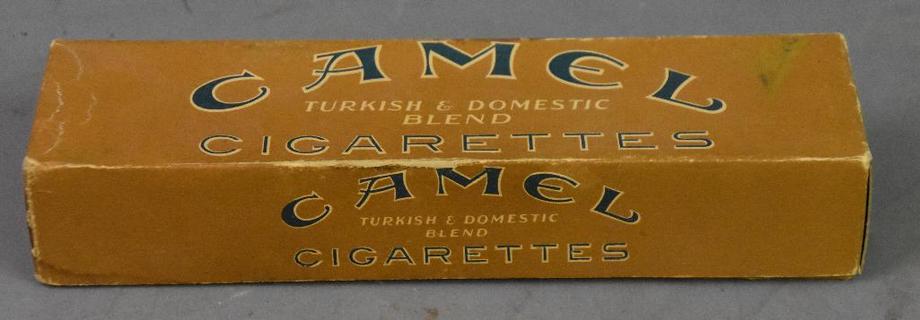 CAMEL
TURKISH & DOMESTIC
BLEND
CIGARETTES
CAMEL
TURKISH & DOMESTIC
BLEND
CIGARETTES